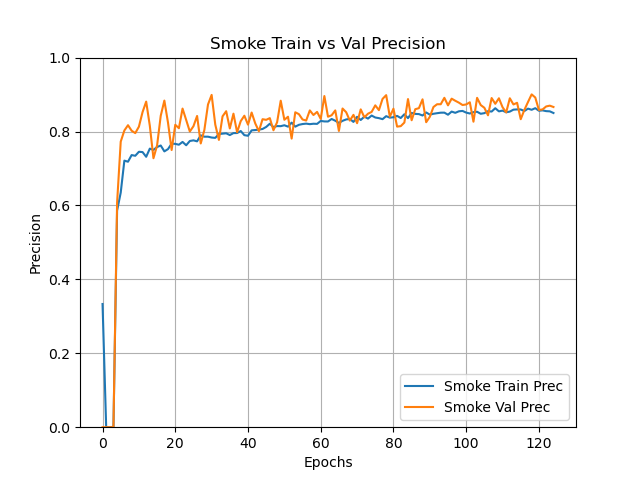 Smoke Train vs Val Precision
1.0
0.8
0.6
0.4
0.2
0.0
Precision
0 20 40 60 80 100 120
Epochs
Smoke Train Prec
Smoke Val Prec